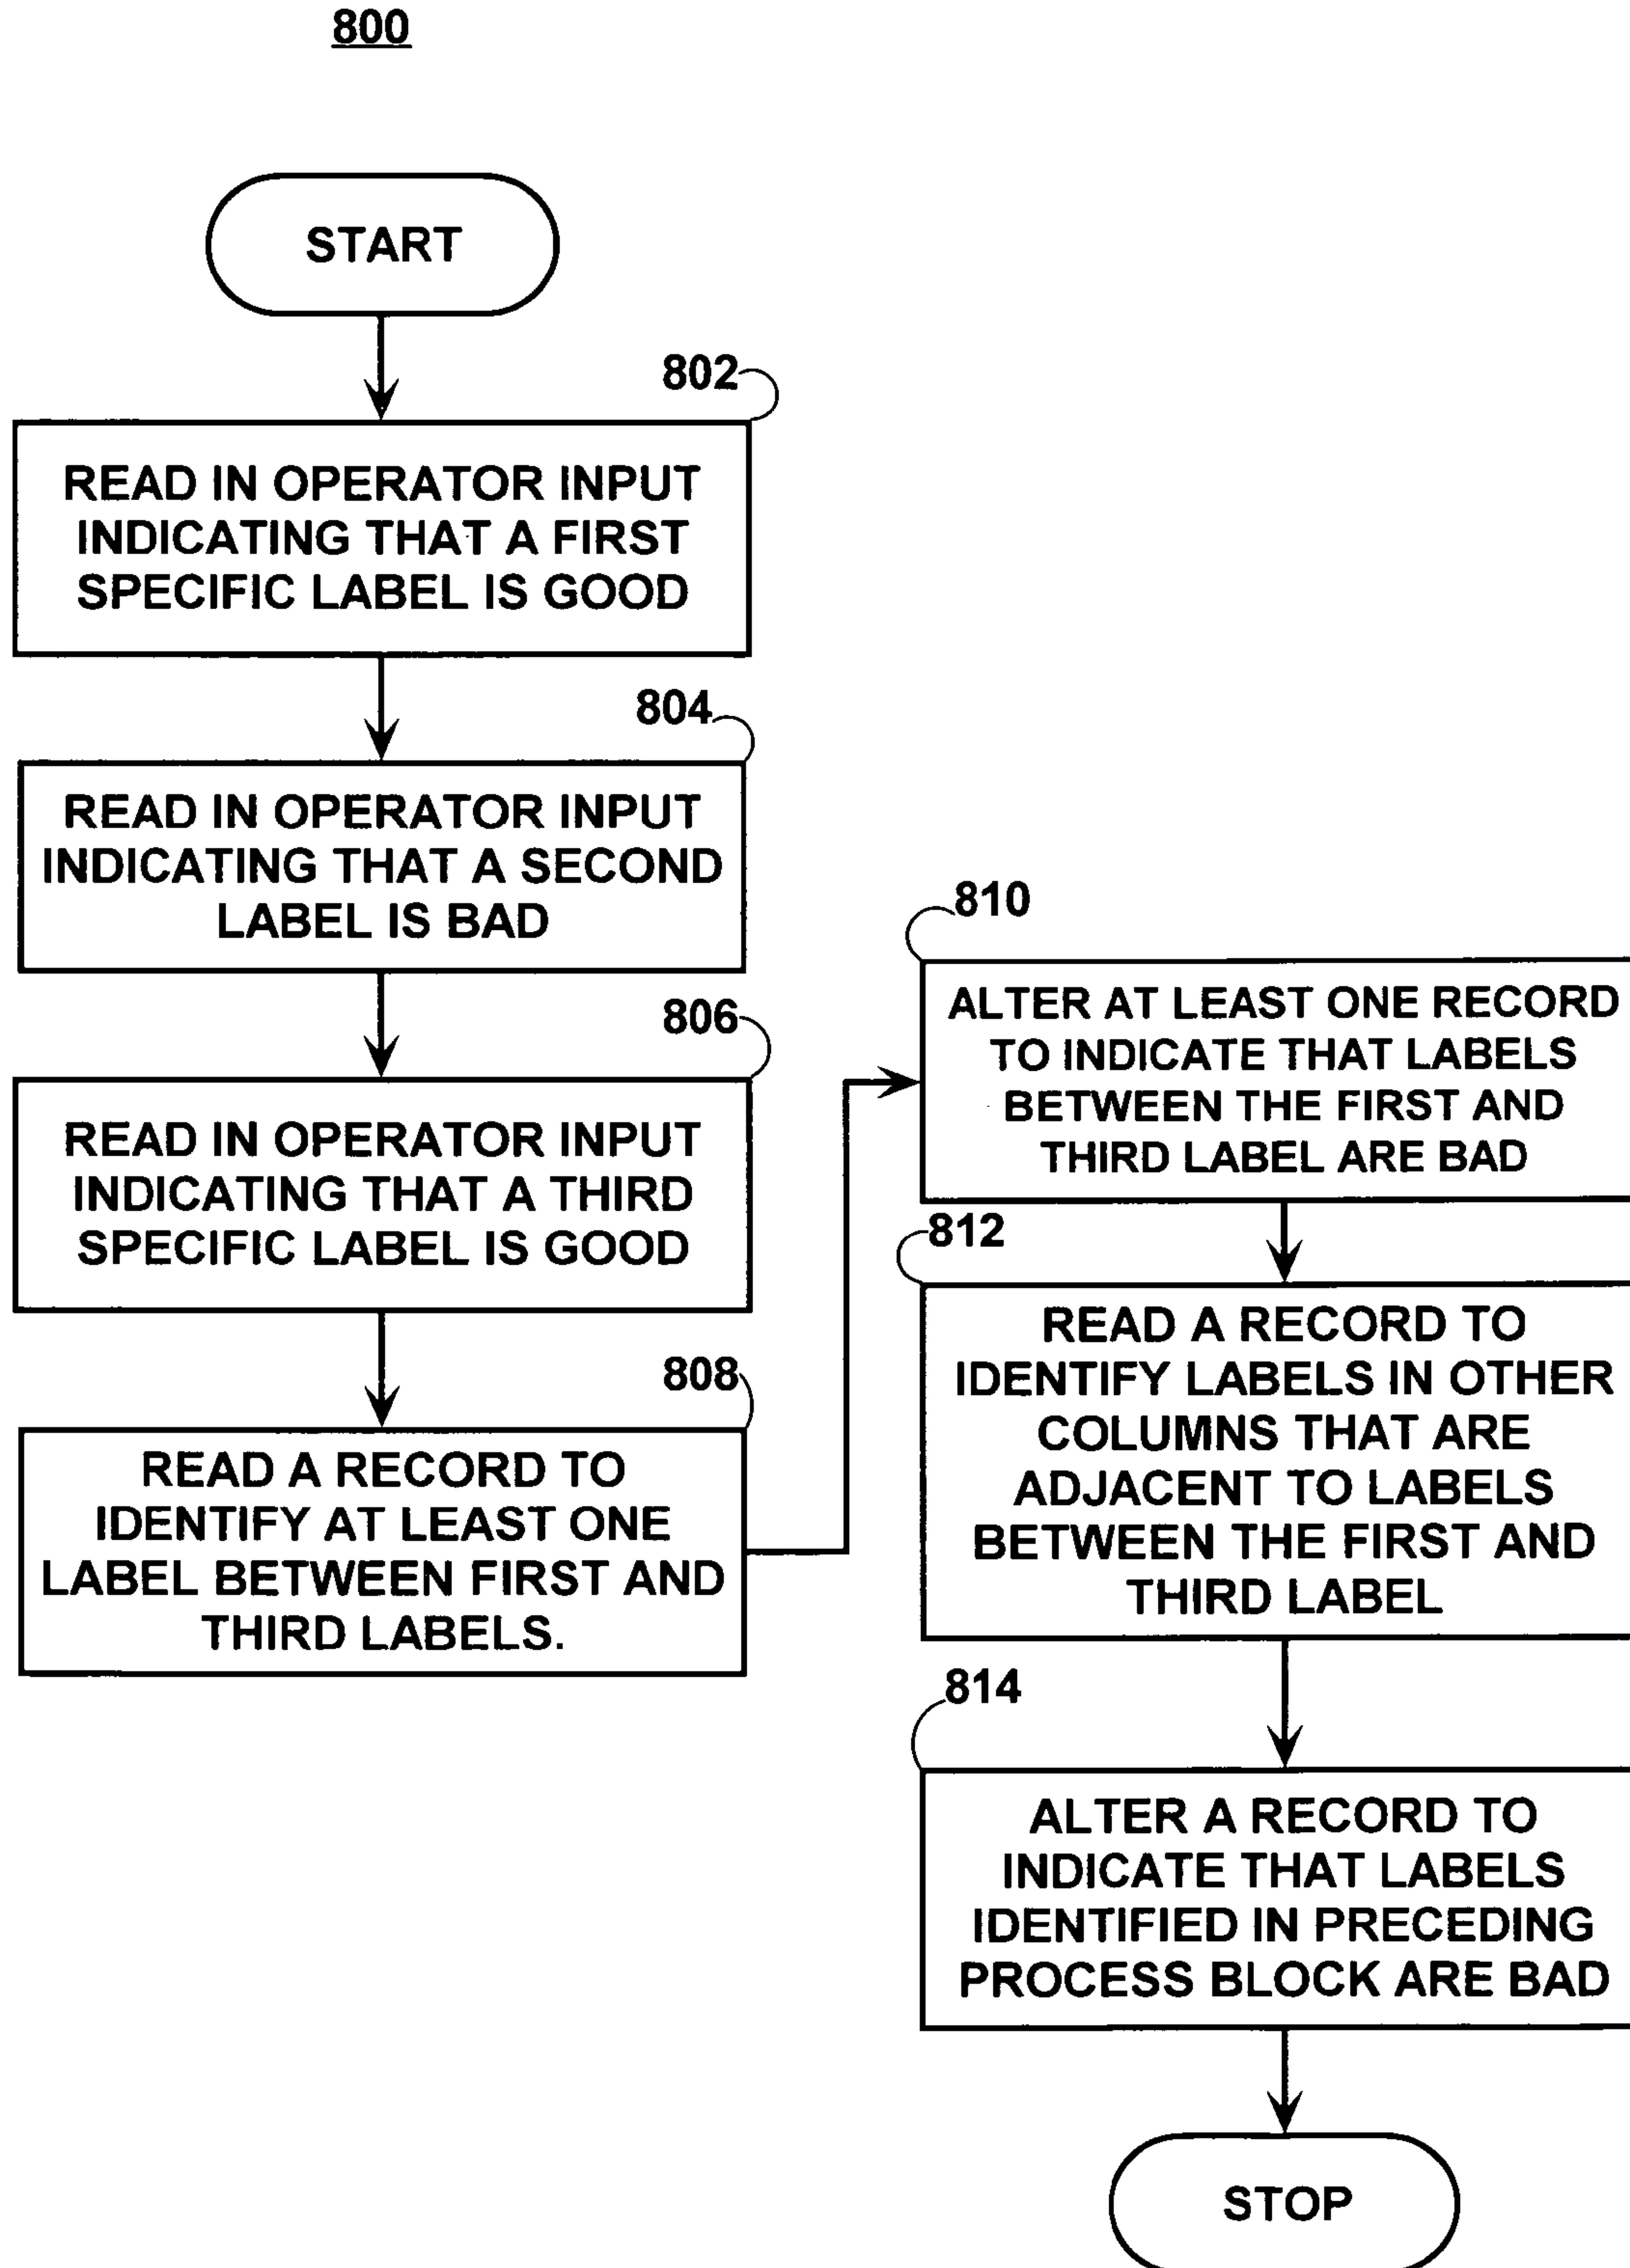 800
START
802
READ IN OPERATOR INPUT
INDICATING THAT A FIRST
SPECIFIC LABEL IS GOOD
804
READ IN OPERATOR INPUT
INDICATING THAT A SECOND
LABEL IS BAD
806
READ IN OPERATOR INPUT
INDICATING THAT A THIRD
SPECIFIC LABEL IS GOOD
808
READ A RECORD TO
IDENTIFY AT LEAST ONE
LABEL BETWEEN FIRST AND
THIRD LABELS.
810
ALTER AT LEAST ONE RECORD
TO INDICATE THAT LABELS
BETWEEN THE FIRST AND
THIRD LABEL ARE BAD
812
READ A RECORD TO
IDENTIFY LABELS IN OTHER
COLUMNS THAT ARE
ADJACENT TO LABELS
BETWEEN THE FIRST AND
THIRD LABEL
814
ALTER A RECORD TO
INDICATE THAT LABELS
IDENTIFIED IN PRECEDING
PROCESS BLOCK ARE BAD
STOP